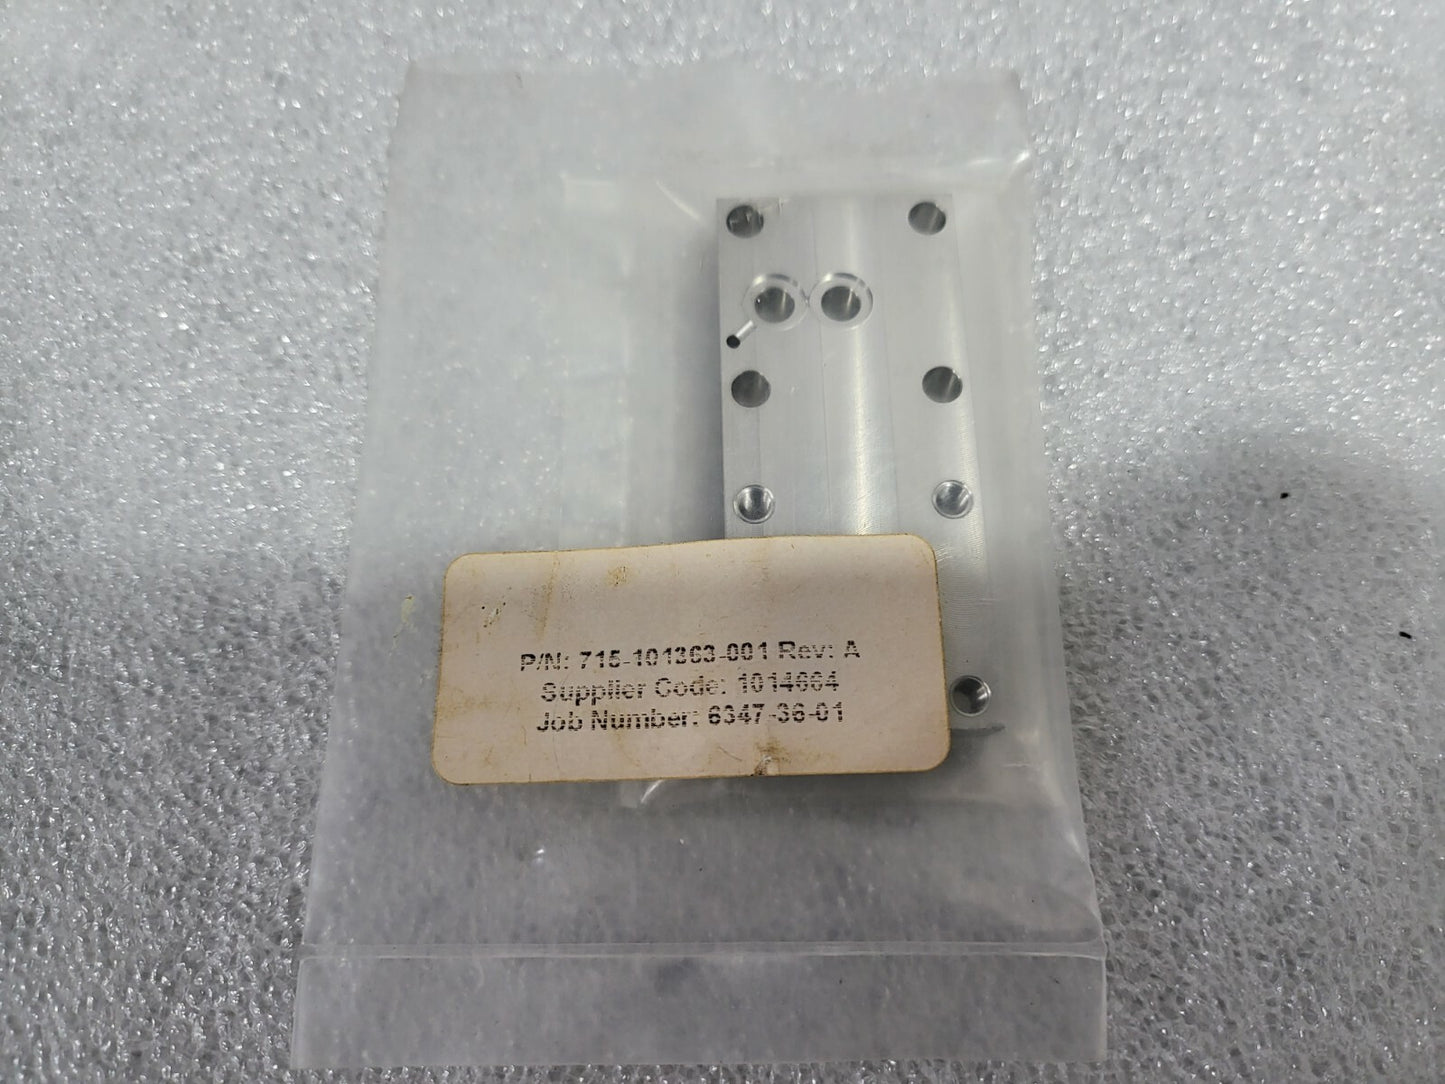 P/N: 715-101363-001 Rev: A
Supplier Code: 1014664
Job Number: 6347-36-01